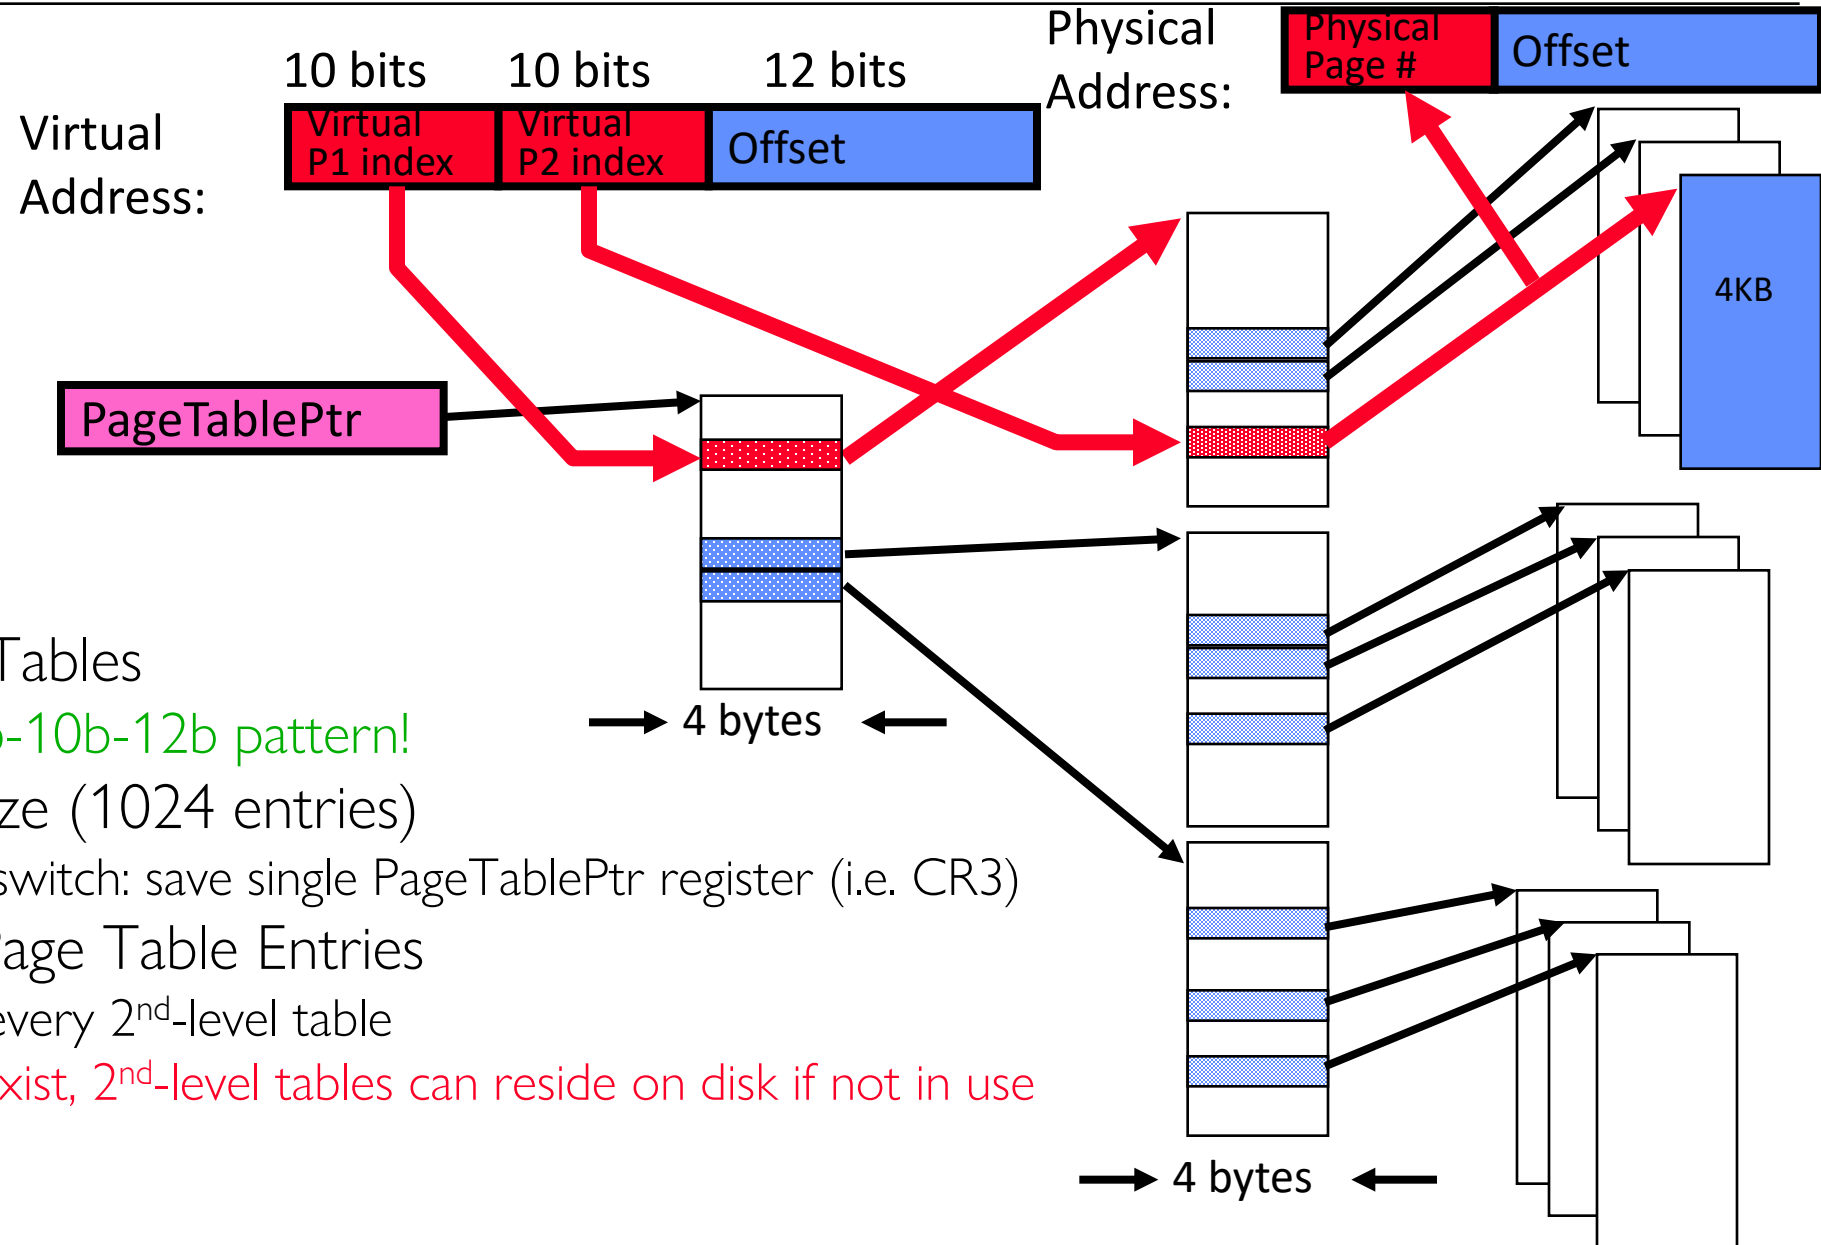 Physical
Address:
Physical
Page #
Offset
10 bits
10 bits
12 bits
Virtual
Address:
Virtual
P1 index
Virtual
P2 index
Offset
4KB
PageTablePtr
Tables
-10b-12b pattern!
4 bytes
ze (1024 entries)
switch: save single PageTablePtr register (i.e. CR3)
Page Table Entries
every 2nd-level table
xist, 2nd-level tables can reside on disk if not in use
4 bytes